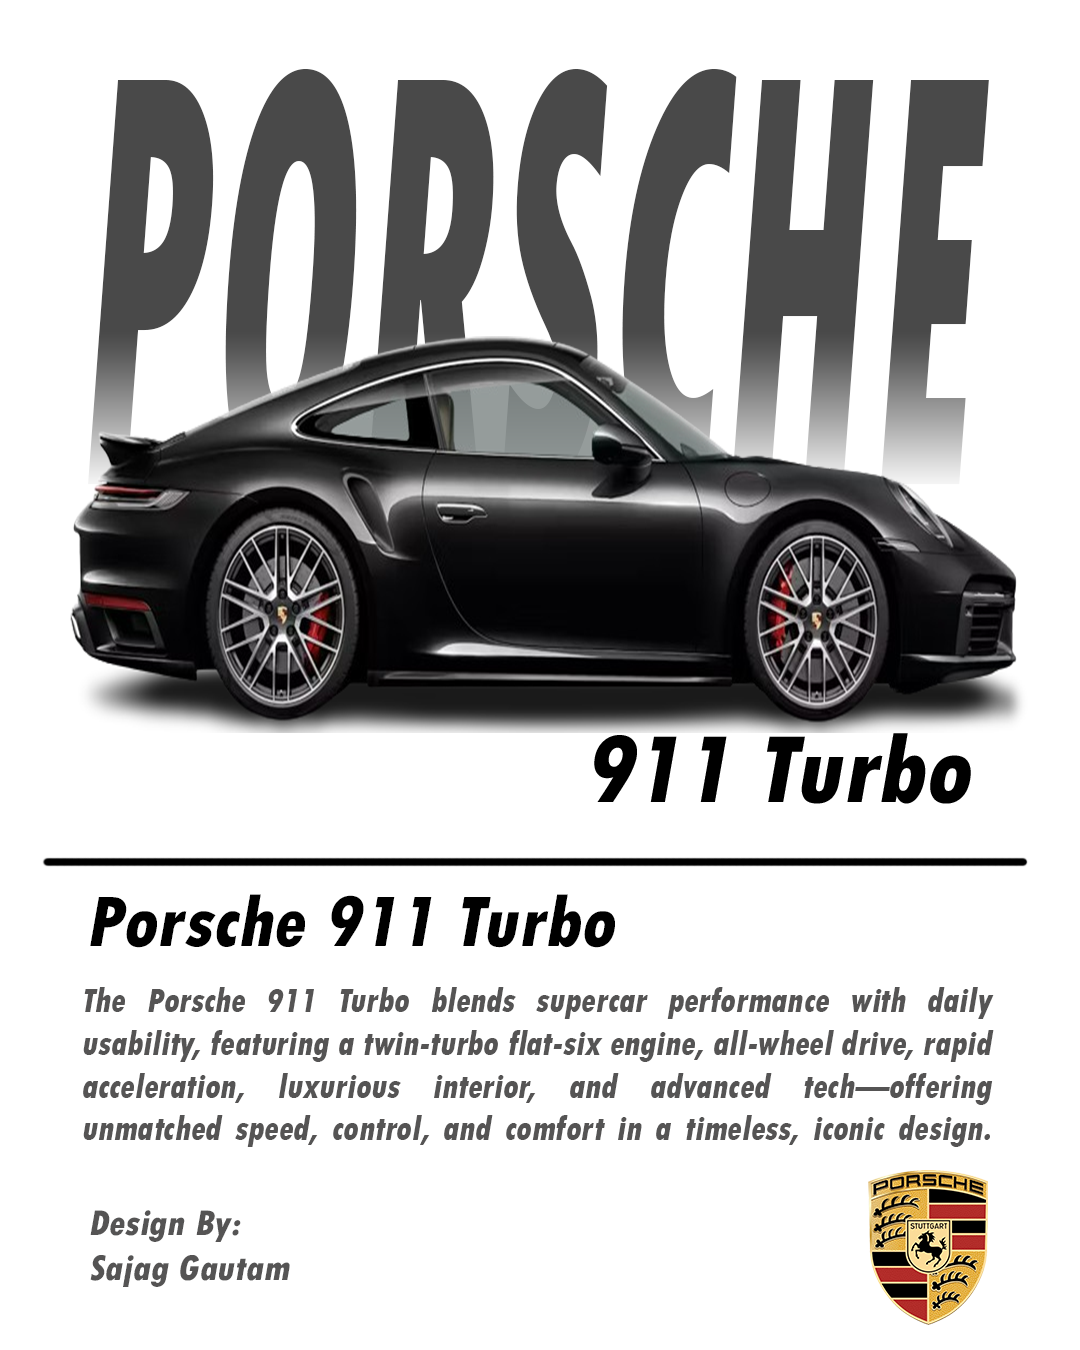 PORSCHE
911 Turbo
Porsche 911 Turbo
The Porsche 911 Turbo blends supercar performance with daily
usability, featuring a twin-turbo flat-six engine, all-wheel drive, rapid
acceleration, luxurious interior, and advanced tech—offering
unmatched speed, control, and comfort in a timeless, iconic design.
PORSCHE
STUTTGART
Design By:
Sajag Gautam